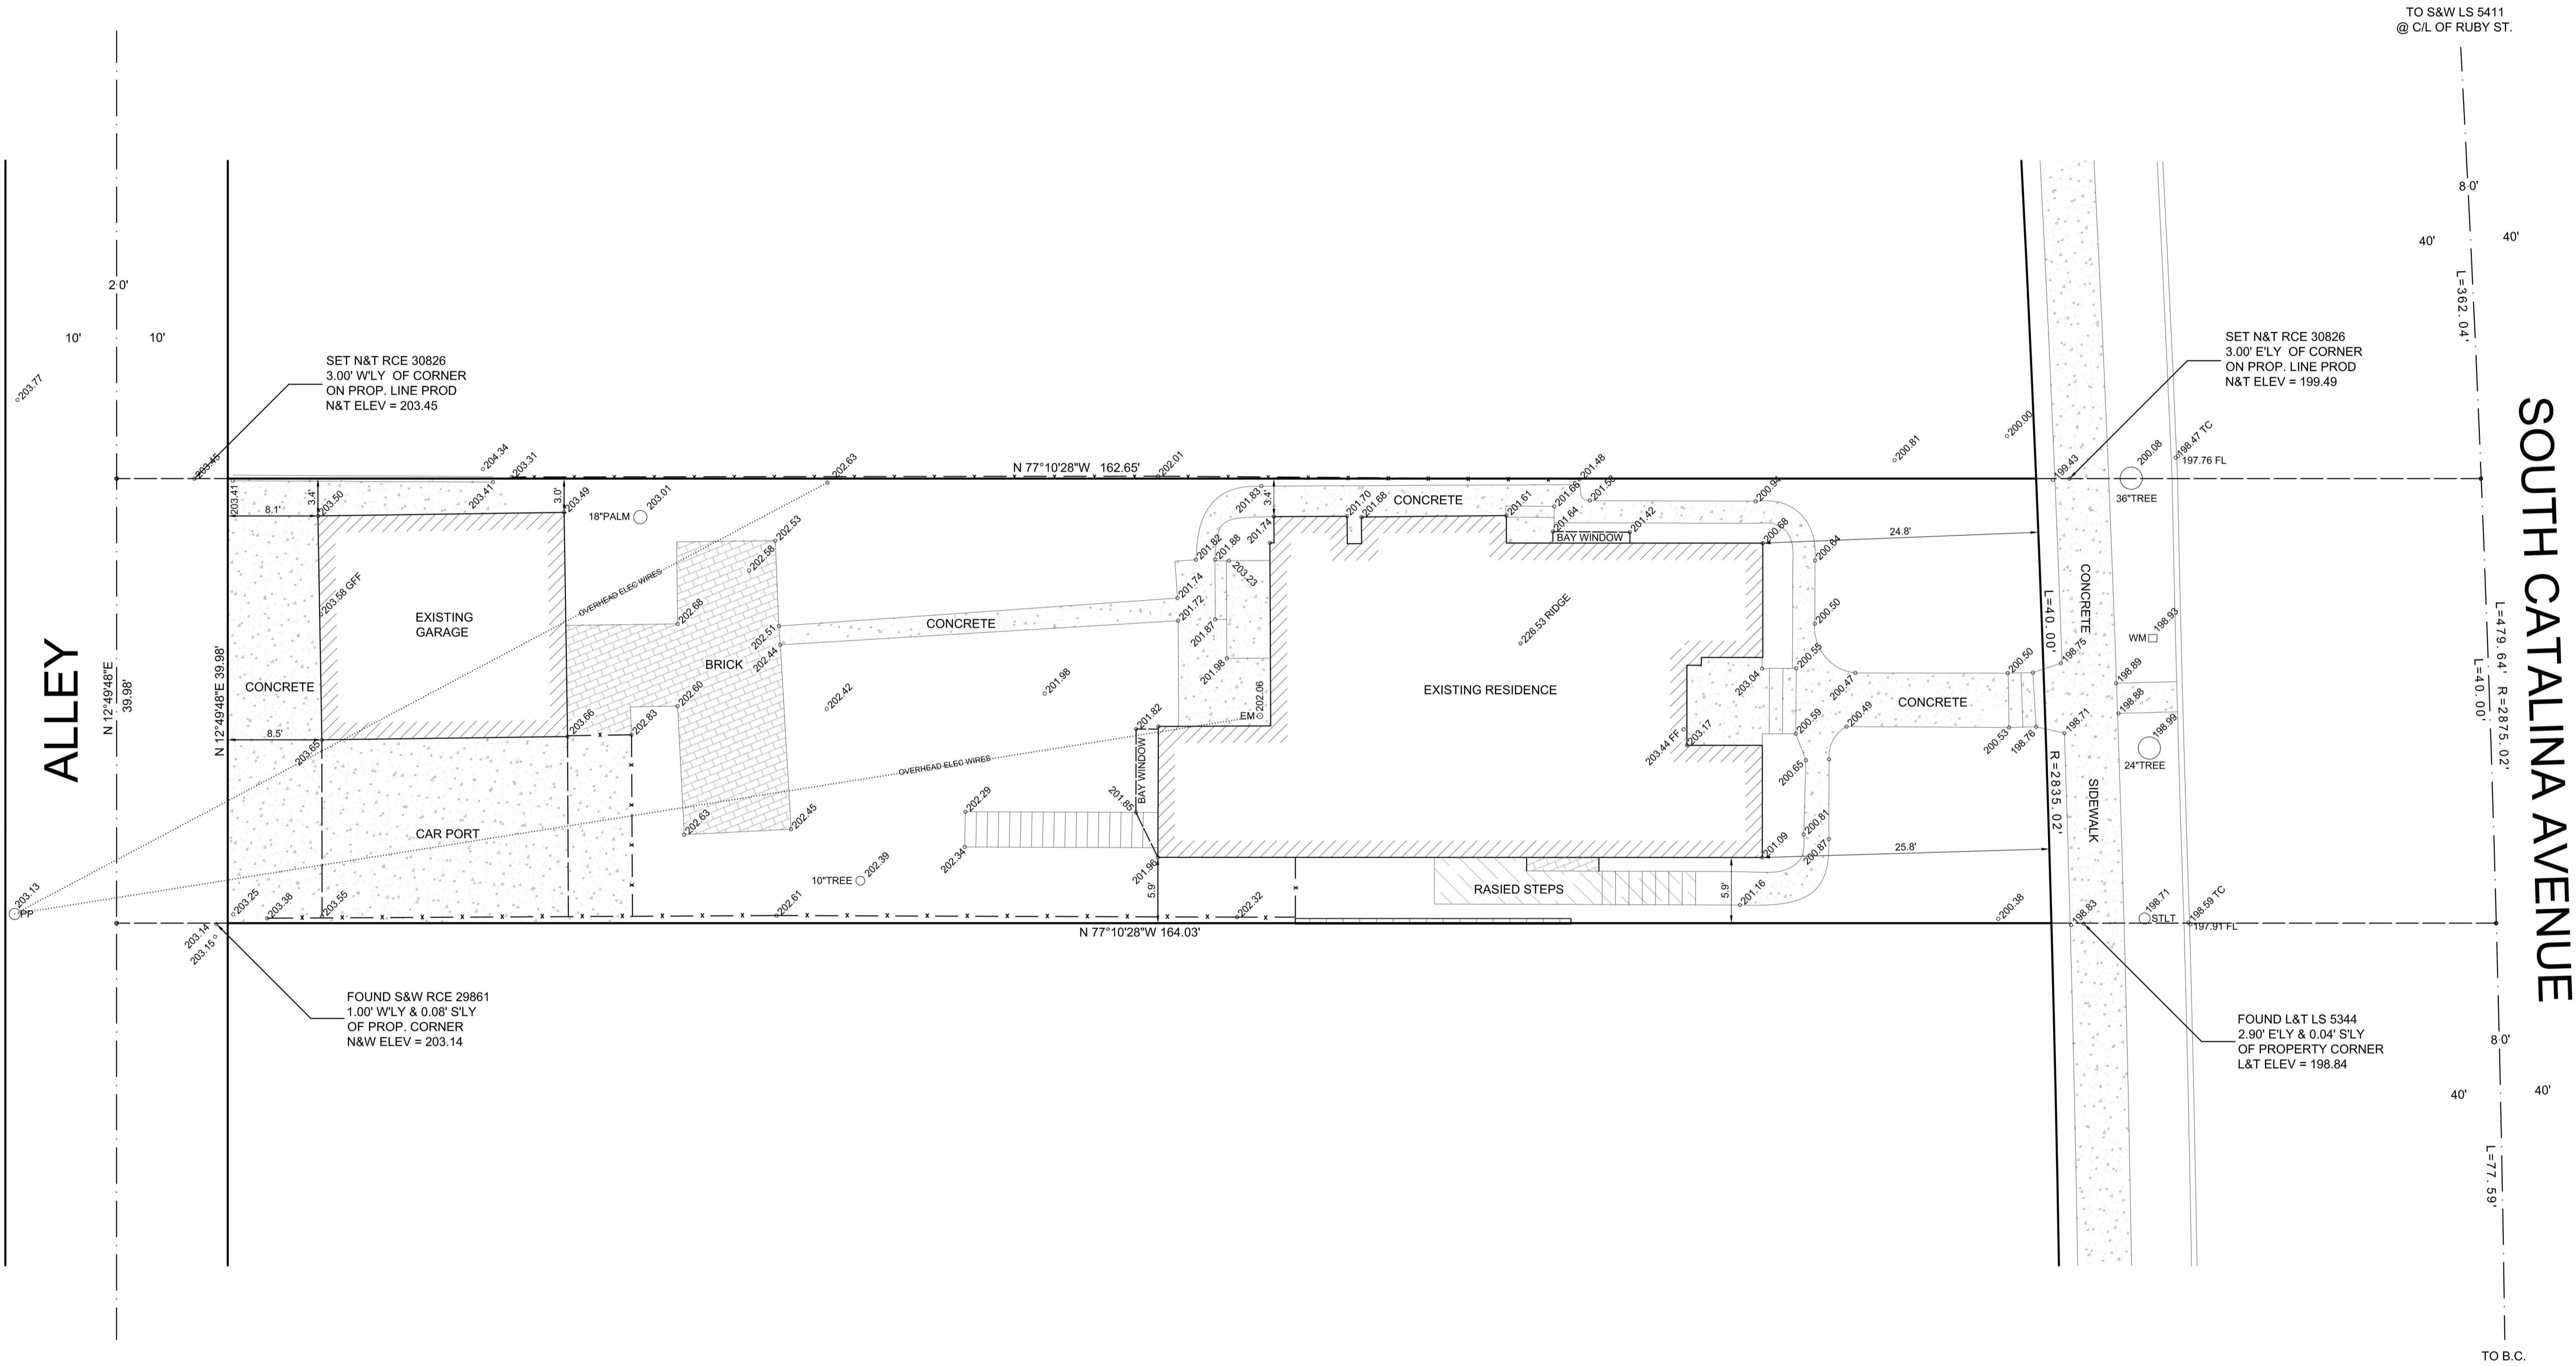 TO S&W LS 5411
@ C/L OF RUBY ST.
80'
40'
40'
L=362.04'
20'
10'
10'
203.77
SET N&T RCE 30826
3.00' W'LY OF CORNER
ON PROP. LINE PROD
N&T ELEV = 203.45
SET N&T RCE 30826
3.00' E'LY OF CORNER
ON PROP. LINE PROD
N&T ELEV = 199.49
203.45
204.34
203.31
202.63
N 77°10'28"W 162.65'
202.01
201.48
200.81
200.00
199.43
200.08
198.47 TC
197.76 FL
36"TREE
203.41
8.1'
3.4'
203.50
203.41
3.0'
203.49
18"PALM
203.01
202.53
202.58
201.83
3.4'
201.74
CONCRETE
201.70
201.68
201.61
201.66
201.58
201.64
201.42
BAY WINDOW
200.94
200.68
24.8'
200.64
201.82
201.88
203.23
201.74
201.72
201.87
201.98
203.58 GFF
EXISTING
GARAGE
OVERHEAD ELEC WIRES
202.68
202.51
202.44
CONCRETE
BRICK
202.60
202.42
201.98
226.53 RIDGE
EXISTING RESIDENCE
200.50
200.55
203.04
200.47
200.50
CONCRETE
200.49
200.59
200.53
198.76
203.44 FF
203.17
200.65
CONCRETE
L=40.00'
198.75
198.89
198.88
198.71
WM
198.93
198.99
24"TREE
SIDEWALK
R=2835.02'
L=479.64' R=2875.02'
L=40.00'
SOUTH CATALINA AVENUE
ALLEY
N 12°49'48"E
39.98'
N 12°49'48"E 39.98'
CONCRETE
8.5'
203.65
203.66
202.83
EM
202.06
201.82
BAY WINDOW
OVERHEAD ELEC WIRES
CAR PORT
202.63
202.45
202.29
202.34
201.85
201.96
5.9'
10"TREE
202.39
202.61
202.32
RASIED STEPS
5.9'
201.09
200.81
200.87
201.16
25.8'
200.38
198.83
198.71
STLT
198.59 TC
197.91 FL
203.13
PP
203.25
203.38
203.55
203.14
203.15
N 77°10'28"W 164.03'
FOUND S&W RCE 29861
1.00' W'LY & 0.08' S'LY
OF PROP. CORNER
N&W ELEV = 203.14
FOUND L&T LS 5344
2.90' E'LY & 0.04' S'LY
OF PROPERTY CORNER
L&T ELEV = 198.84
80'
40'
40'
L=77.59'
TO B.C.